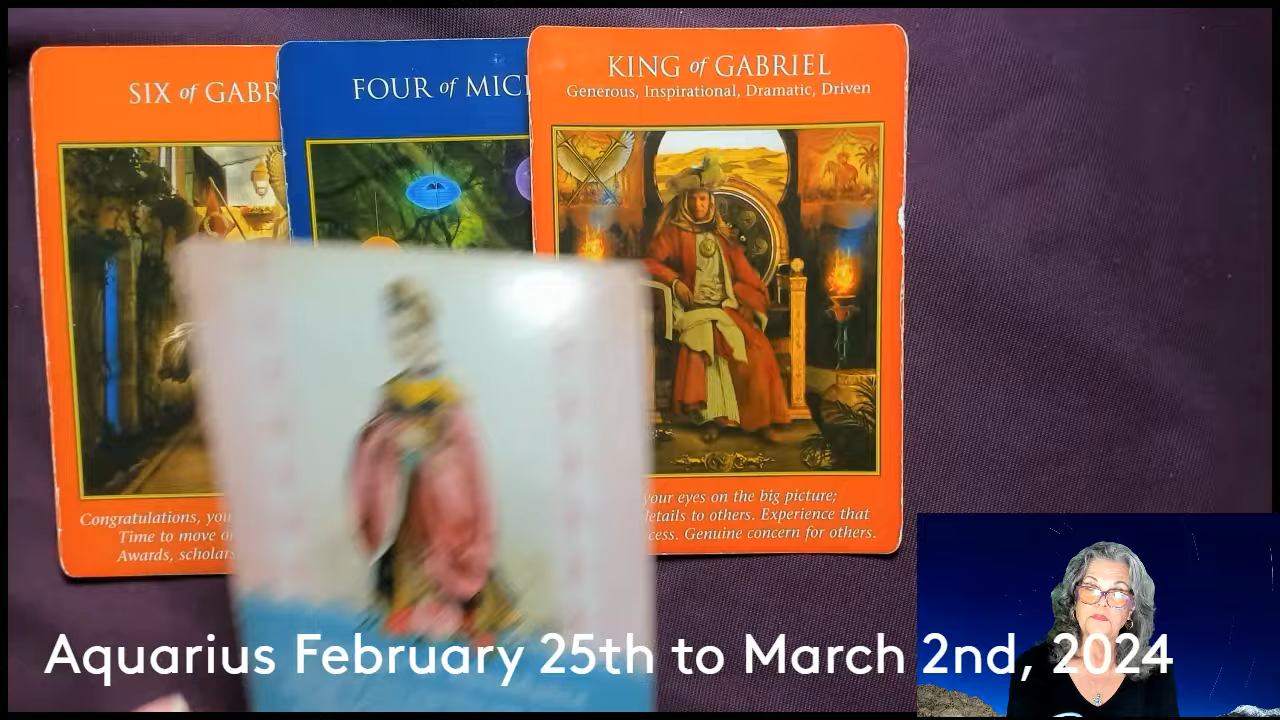 SIX of GABR
FOUR of MIC
KING of GABRIEL
Generous, Inspirational, Dramatic, Driven
Congratulations, you
Time to move o
Awards, scholars
your eyes on the big picture;
details to others. Experience that
cess. Genuine concern for others.
Aquarius February 25th to March 2nd, 2024